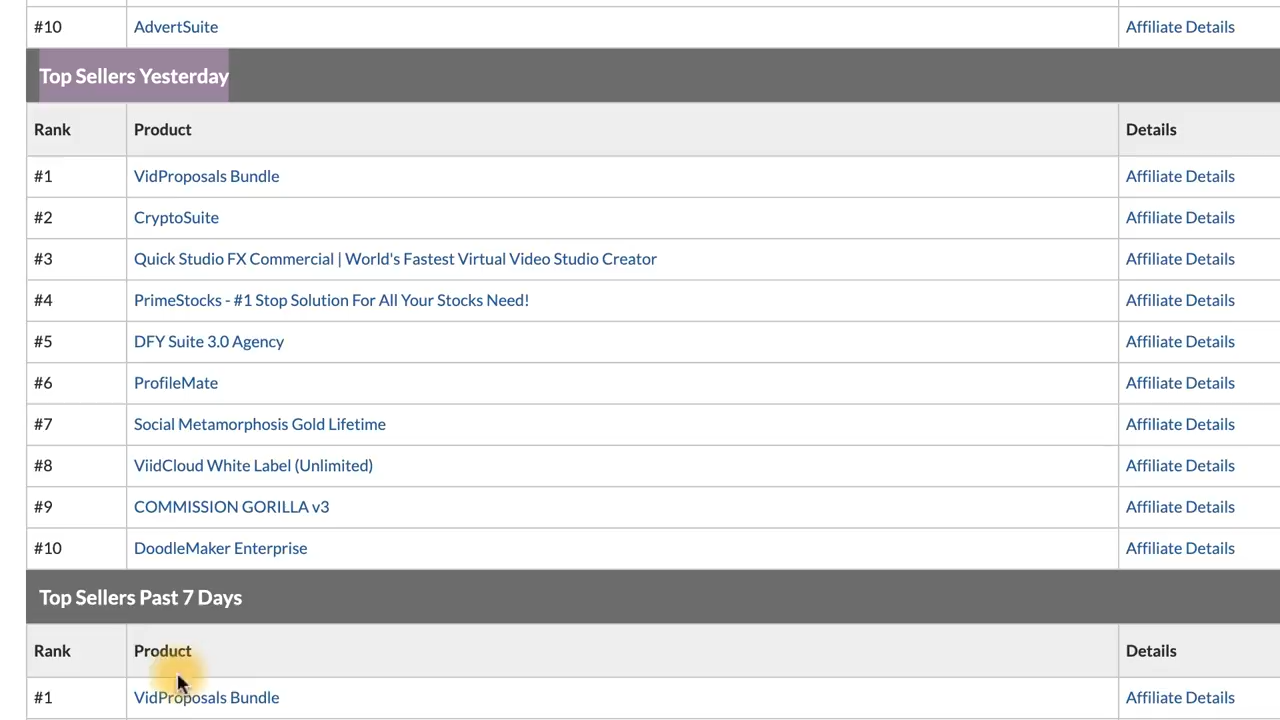 #10 AdvertSuite Affiliate Details
Top Sellers Yesterday
Rank Product Details
#1 VidProposals Bundle Affiliate Details
#2 CryptoSuite Affiliate Details
#3 Quick Studio FX Commercial | World's Fastest Virtual Video Studio Creator Affiliate Details
#4 PrimeStocks - #1 Stop Solution For All Your Stocks Need! Affiliate Details
#5 DFY Suite 3.0 Agency Affiliate Details
#6 ProfileMate Affiliate Details
#7 Social Metamorphosis Gold Lifetime Affiliate Details
#8 ViidCloud White Label (Unlimited) Affiliate Details
#9 COMMISSION GORILLA v3 Affiliate Details
#10 DoodleMaker Enterprise Affiliate Details
Top Sellers Past 7 Days
Rank Product Details
#1 VidProposals Bundle Affiliate Details